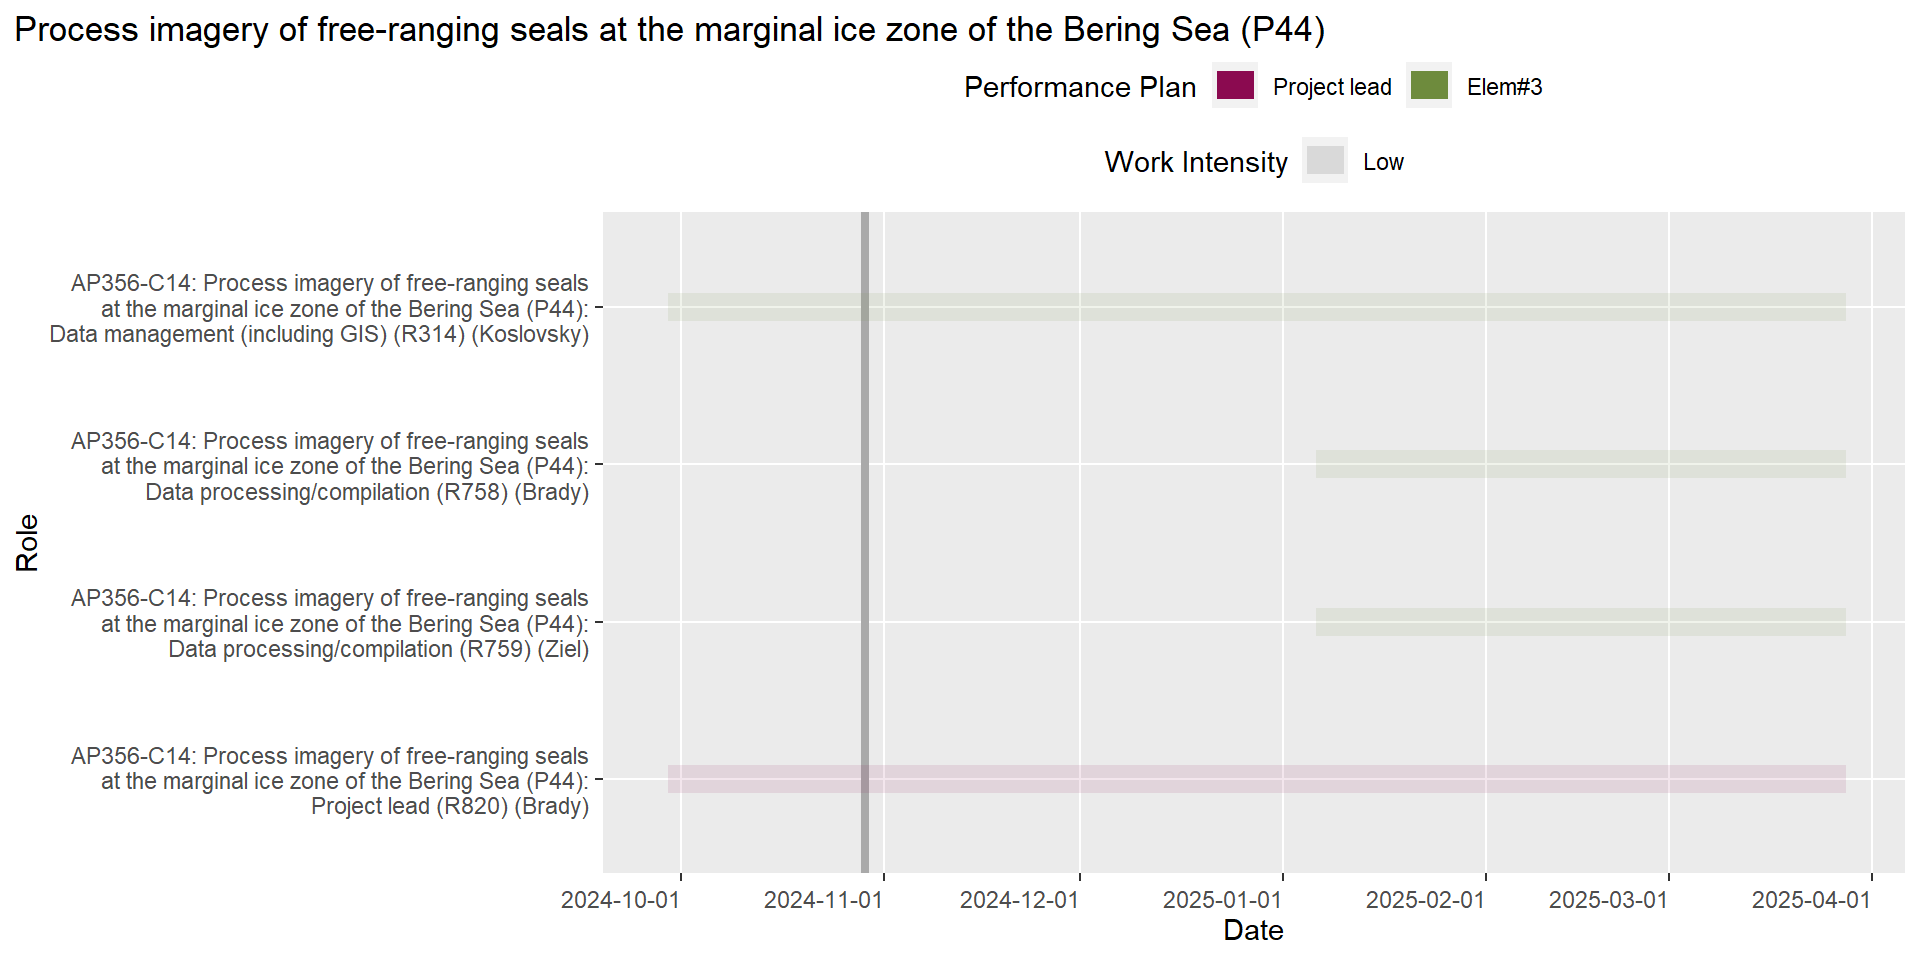 Process imagery of free-ranging seals at the marginal ice zone of the Bering Sea (P44)
Performance Plan Project lead Elem#3
Work Intensity Low
AP356-C14: Process imagery of free-ranging seals
at the marginal ice zone of the Bering Sea (P44):
Data management (including GIS) (R314) (Koslovsky)
AP356-C14: Process imagery of free-ranging seals
at the marginal ice zone of the Bering Sea (P44):
Data processing/compilation (R758) (Brady)
AP356-C14: Process imagery of free-ranging seals
at the marginal ice zone of the Bering Sea (P44):
Data processing/compilation (R759) (Ziel)
AP356-C14: Process imagery of free-ranging seals
at the marginal ice zone of the Bering Sea (P44):
Project lead (R820) (Brady)
Role
2024-10-01 2024-11-01 2024-12-01 2025-01-01 2025-02-01 2025-03-01 2025-04-01
Date